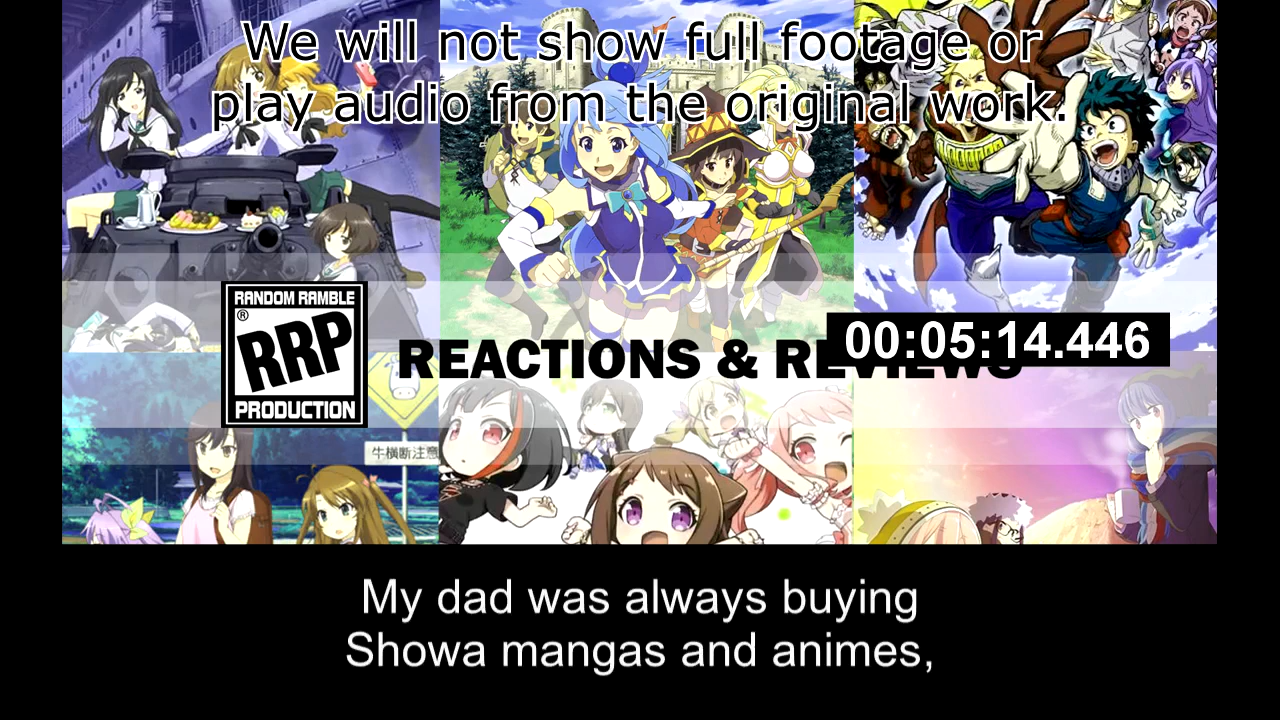 We will not show full footage or
play audio from the original work.
RANDOM RAMBLE
®
RRP
PRODUCTION
REACTIONS & REVIEWS
00:05:14.446
牛横断注意
My dad was always buying
Showa mangas and animes,